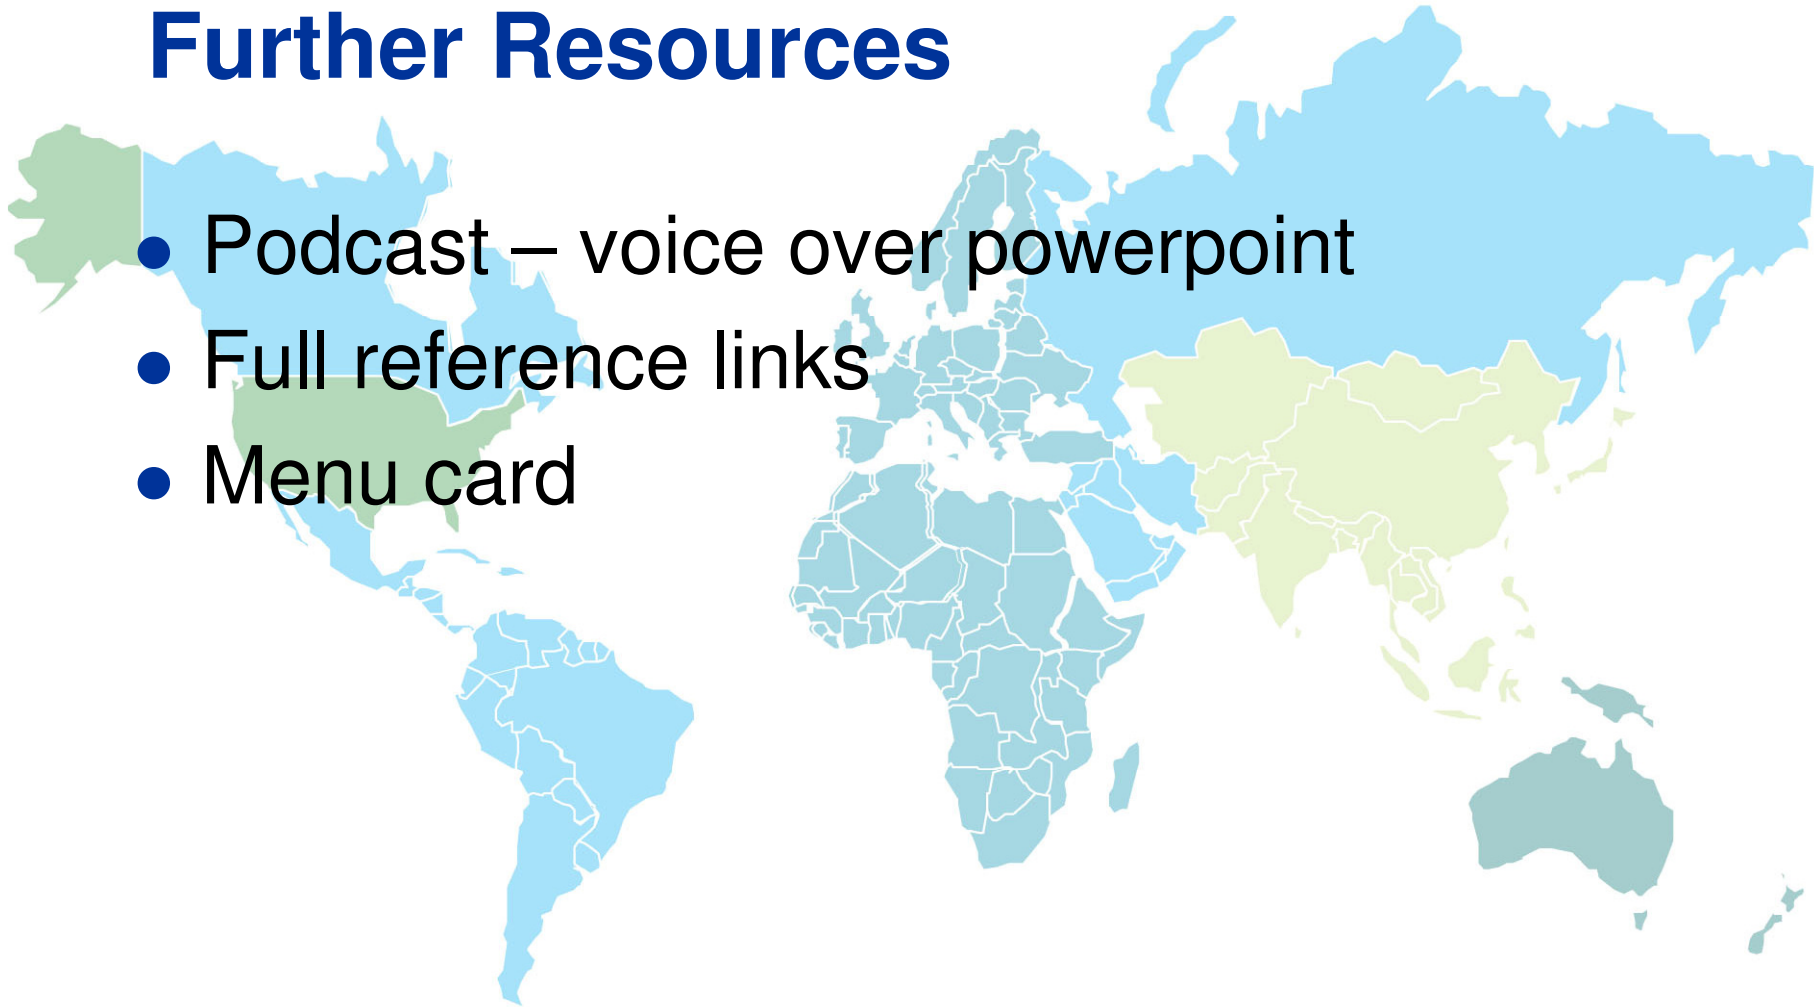 Further Resources
• Podcast – voice over powerpoint
• Full reference links
• Menu card